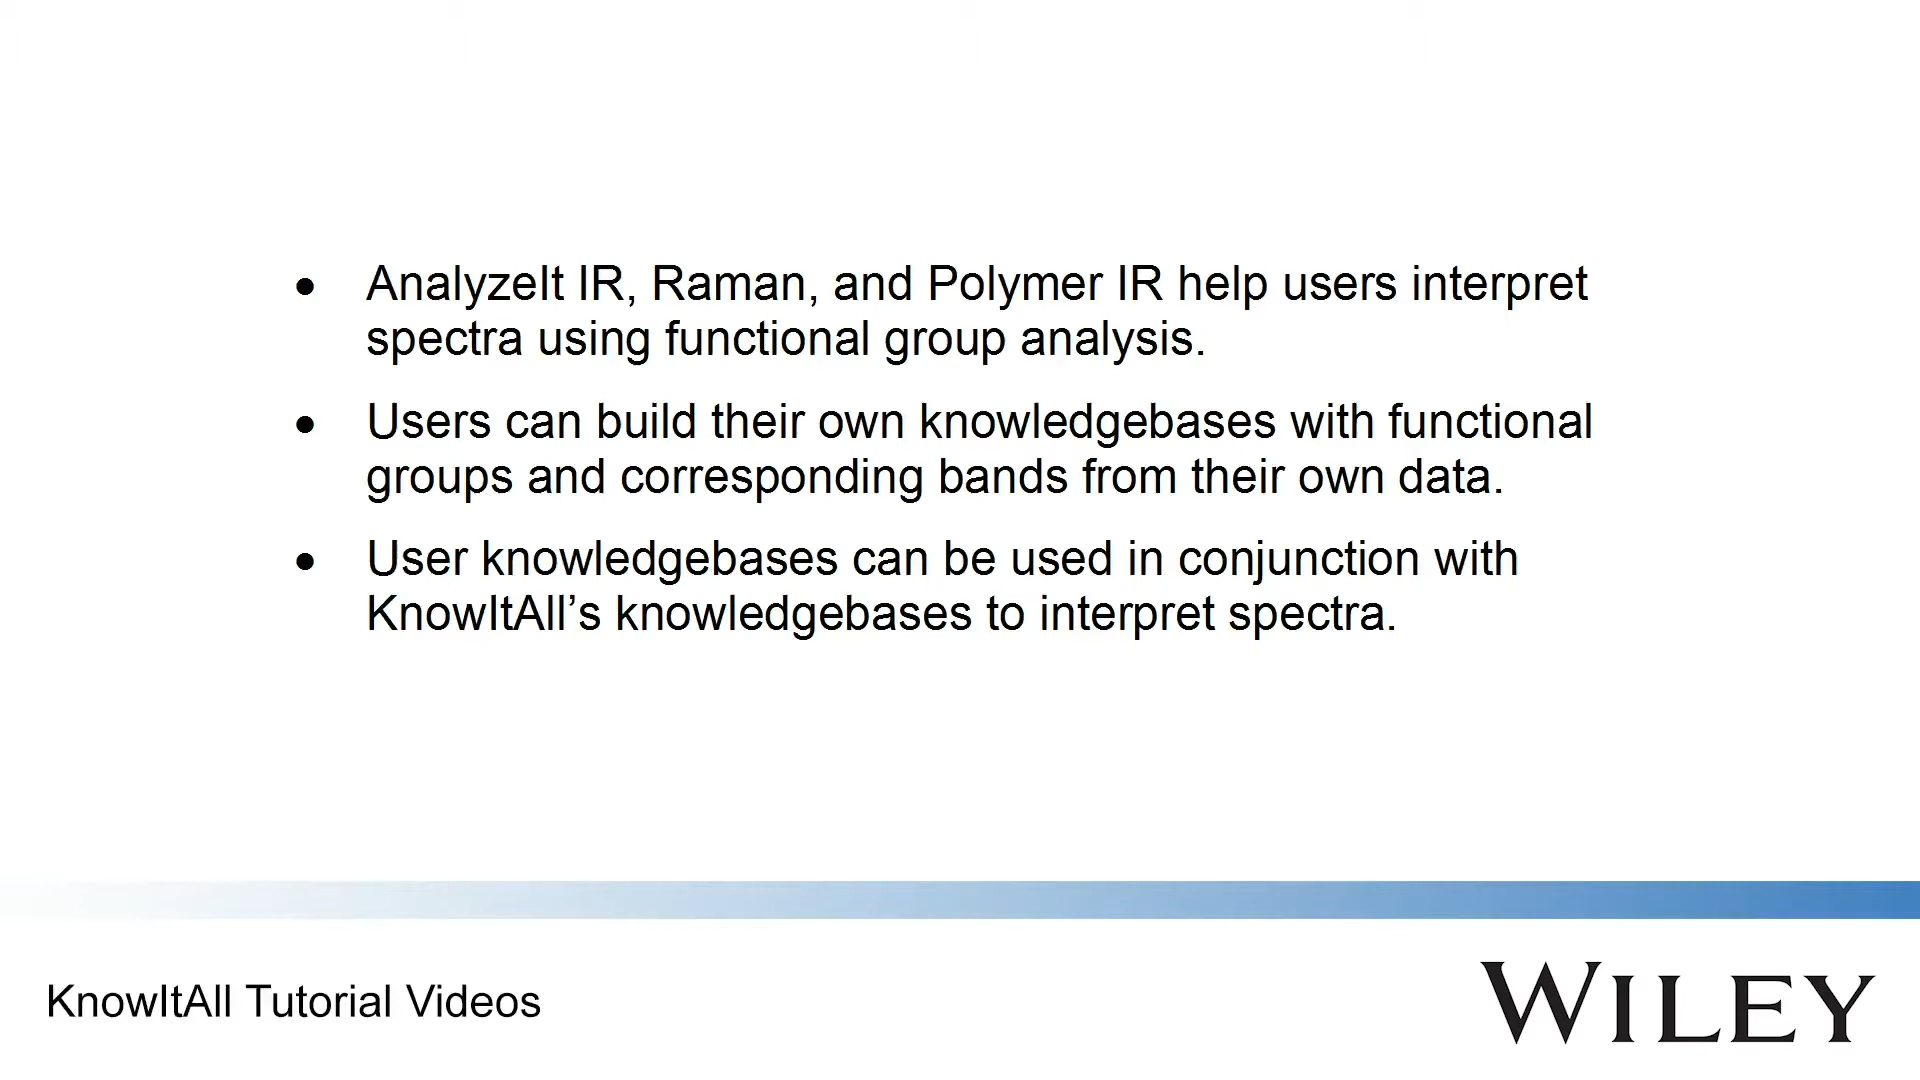 • AnalyzeIt IR, Raman, and Polymer IR help users interpret
spectra using functional group analysis.
• Users can build their own knowledgebases with functional
groups and corresponding bands from their own data.
• User knowledgebases can be used in conjunction with
KnowItAll’s knowledgebases to interpret spectra.
KnowItAll Tutorial Videos
WILEY